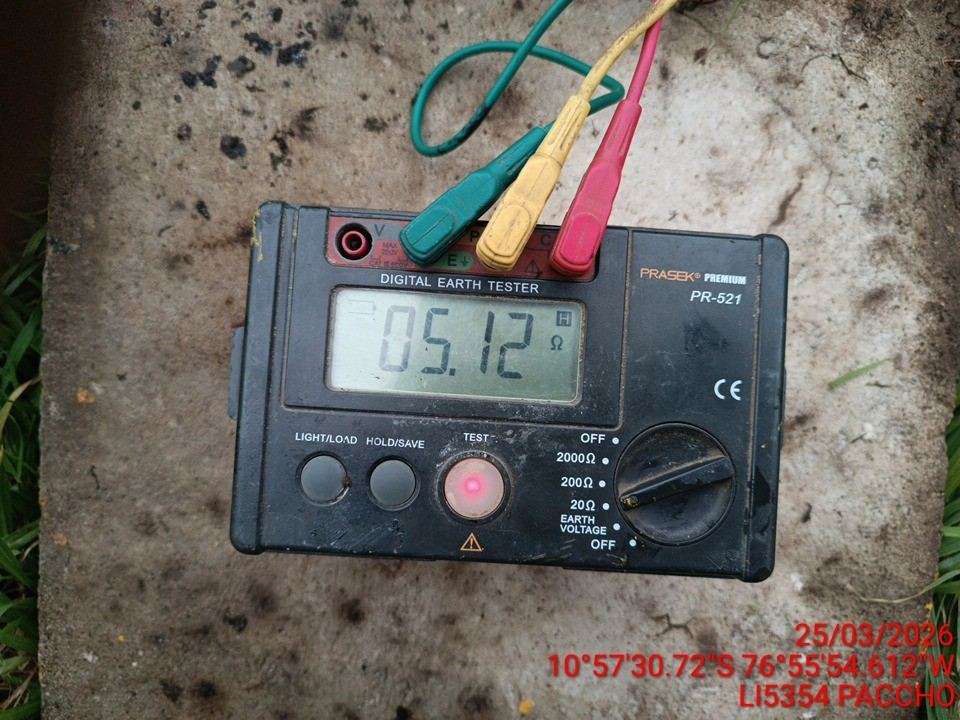 V
MAX
E
P
C
DIGITAL EARTH TESTER
PRASEK® PREMIUM
PR-521
05.12
H
Ω
CE
LIGHT/LOAD HOLD/SAVE TEST
OFF
2000Ω
200Ω
20Ω
EARTH
VOLTAGE
OFF
25/03/2026
10°57'30.72"S 76°55'54.612"W
LI5354 PACCHO